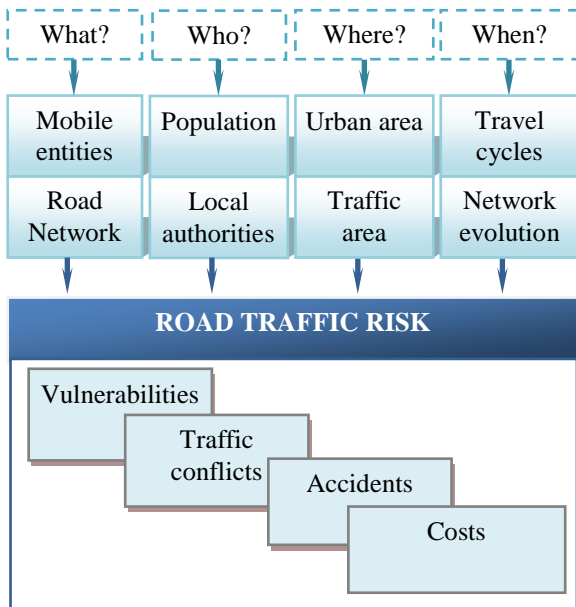 What?
Who?
Where?
When?
Mobile
entities
Population
Urban area
Travel
cycles
Road
Network
Local
authorities
Traffic
area
Network
evolution
ROAD TRAFFIC RISK
Vulnerabilities
Traffic
conflicts
Accidents
Costs